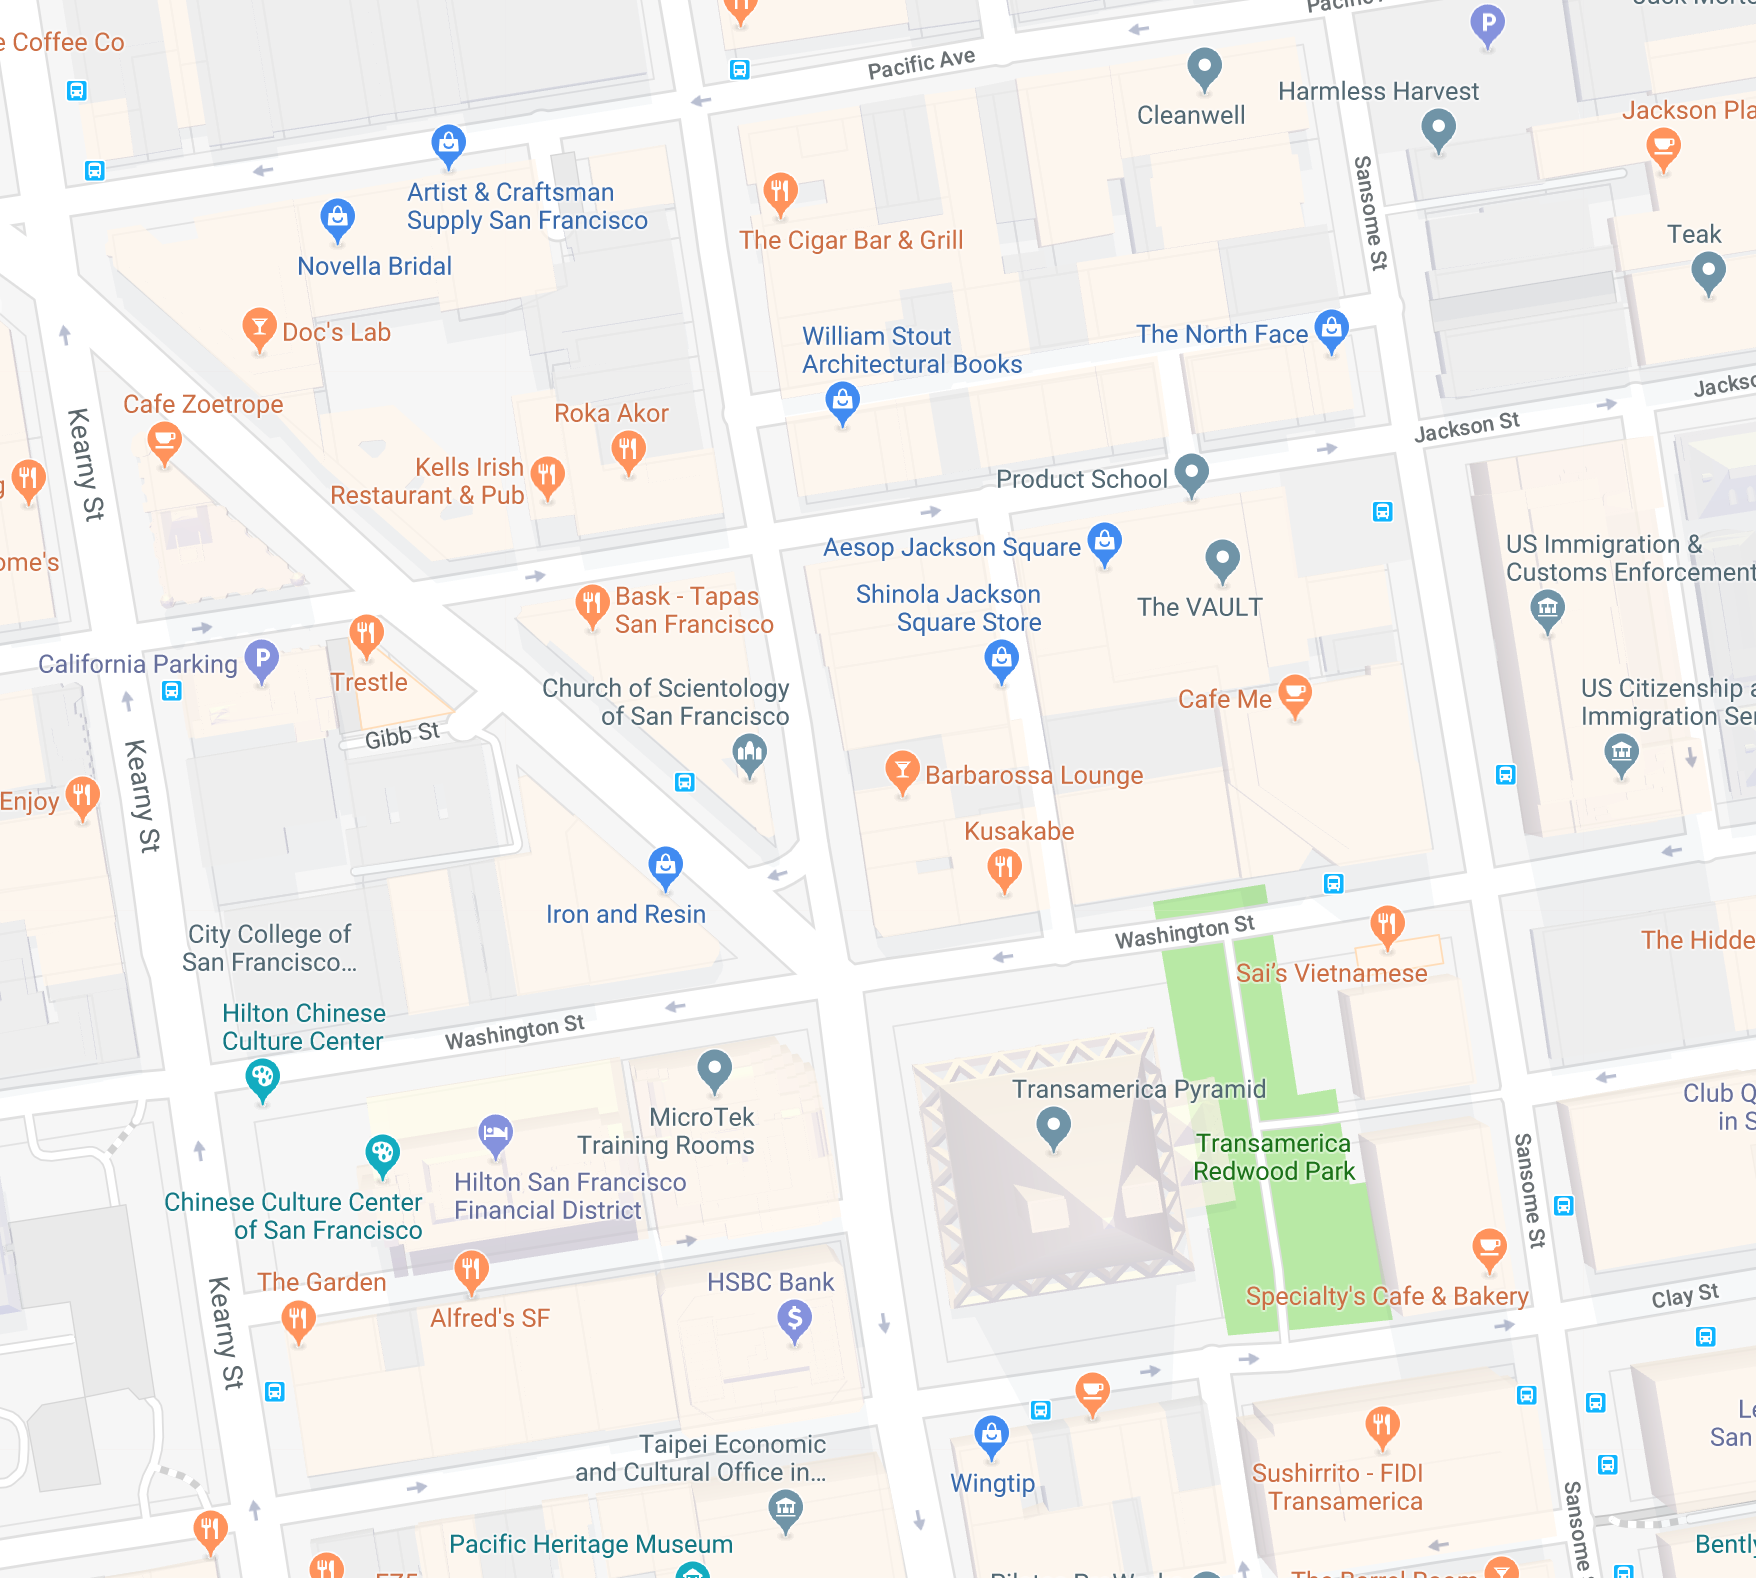 Coffee Co
Pacific Ave
Cleanwell
Harmless Harvest
P
Jackson
Artist & Craftsman
Supply San Francisco
Novella Bridal
The Cigar Bar & Grill
Sansome St
Teak
Doc's Lab
William Stout
Architectural Books
The North Face
Cafe Zoetrope
Kearny St
Roka Akor
Kells Irish
Restaurant & Pub
Jackson St
Product School
Aesop Jackson Square
US Immigration &
Customs Enforcement
Shinola Jackson
Square Store
The VAULT
Bask - Tapas
San Francisco
California Parking
P
Trestle
Church of Scientology
of San Francisco
Cafe Me
US Citizenship
Gibb St
Kearny St
Enjoy
Barbarossa Lounge
Kusakabe
Iron and Resin
City College of
San Francisco...
Washington St
Sai's Vietnamese
The
Hilton Chinese
Culture Center
Washington St
MicroTek
Training Rooms
Transamerica Pyramid
Club
in
Transamerica
Redwood Park
Hilton San Francisco
Financial District
Chinese Culture Center
of San Francisco
Sansome St
The Garden
Kearny St
Alfred's SF
HSBC Bank
$
Specialty's Cafe & Bakery
Clay St
Taipei Economic
and Cultural Office in...
Wingtip
Sushirrito - FIDI
Transamerica
San
Sansome
Pacific Heritage Museum